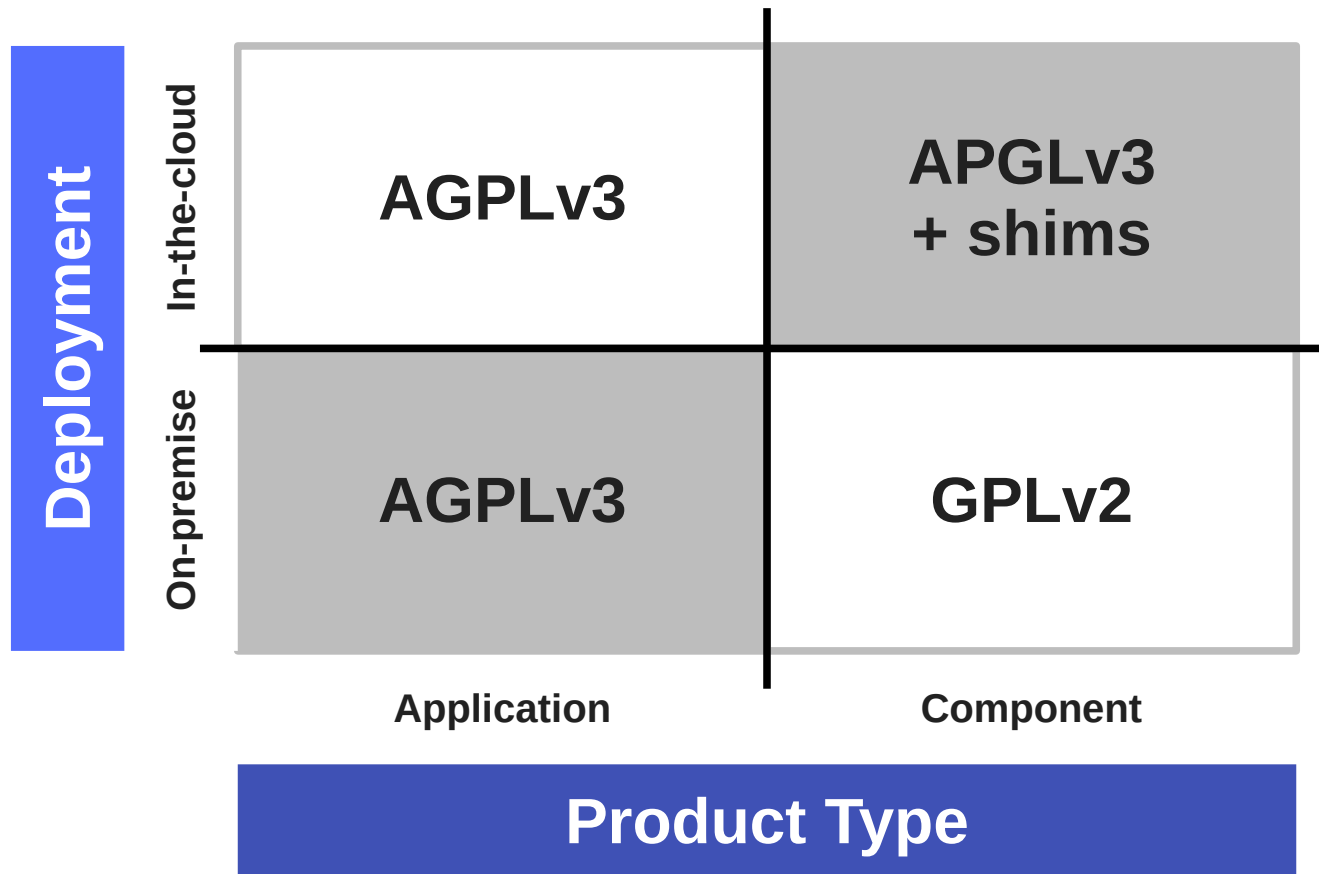 Deployment
In-the-cloud
AGPLv3
APGLv3
+ shims
On-premise
AGPLv3
GPLv2
Application
Component
Product Type